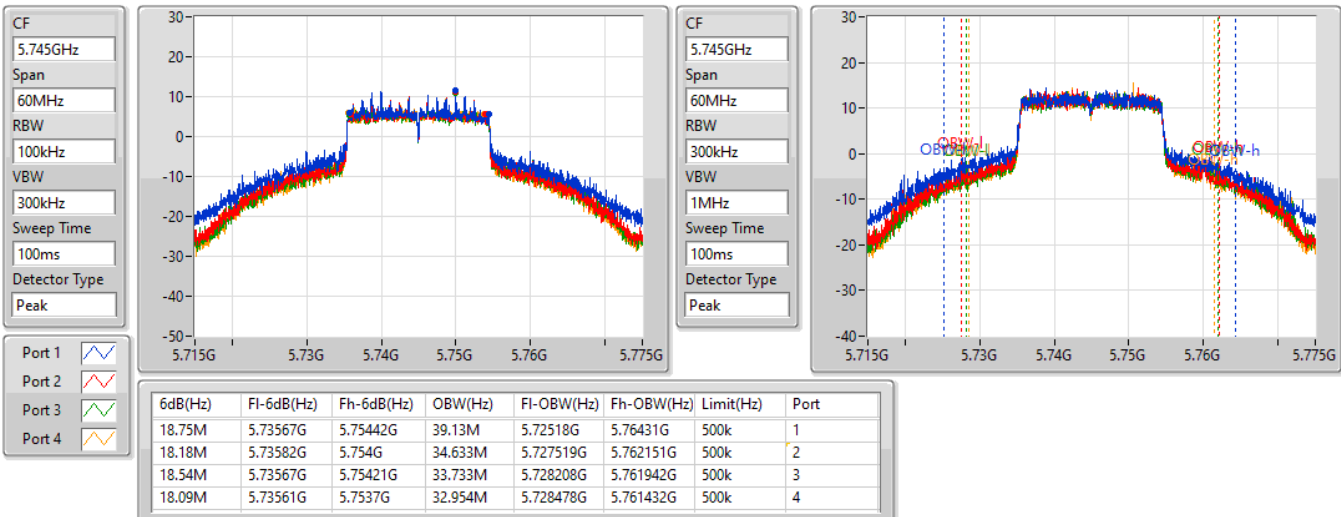 CF
5.745GHz
Span
60MHz
RBW
100kHz
VBW
300kHz
Sweep Time
100ms
Detector Type
Peak
30
20
10
0
-10
-20
-30
-40
-50
5.715G 5.73G 5.74G 5.75G 5.76G 5.775G
CF
5.745GHz
Span
60MHz
RBW
300kHz
VBW
1MHz
Sweep Time
100ms
Detector Type
Peak
30
20
10
0
-10
-20
-30
-40
OBW-l
OBW-h
5.715G 5.73G 5.74G 5.75G 5.76G 5.775G
Port 1
Port 2
Port 3
Port 4
6dB(Hz) Fl-6dB(Hz) Fh-6dB(Hz) OBW(Hz) Fl-OBW(Hz) Fh-OBW(Hz) Limit(Hz) Port
18.75M 5.73567G 5.75442G 39.13M 5.72518G 5.76431G 500k 1
18.18M 5.73582G 5.754G 34.633M 5.727519G 5.762151G 500k 2
18.54M 5.73567G 5.75421G 33.733M 5.728208G 5.761942G 500k 3
18.09M 5.73561G 5.7537G 32.954M 5.728478G 5.761432G 500k 4